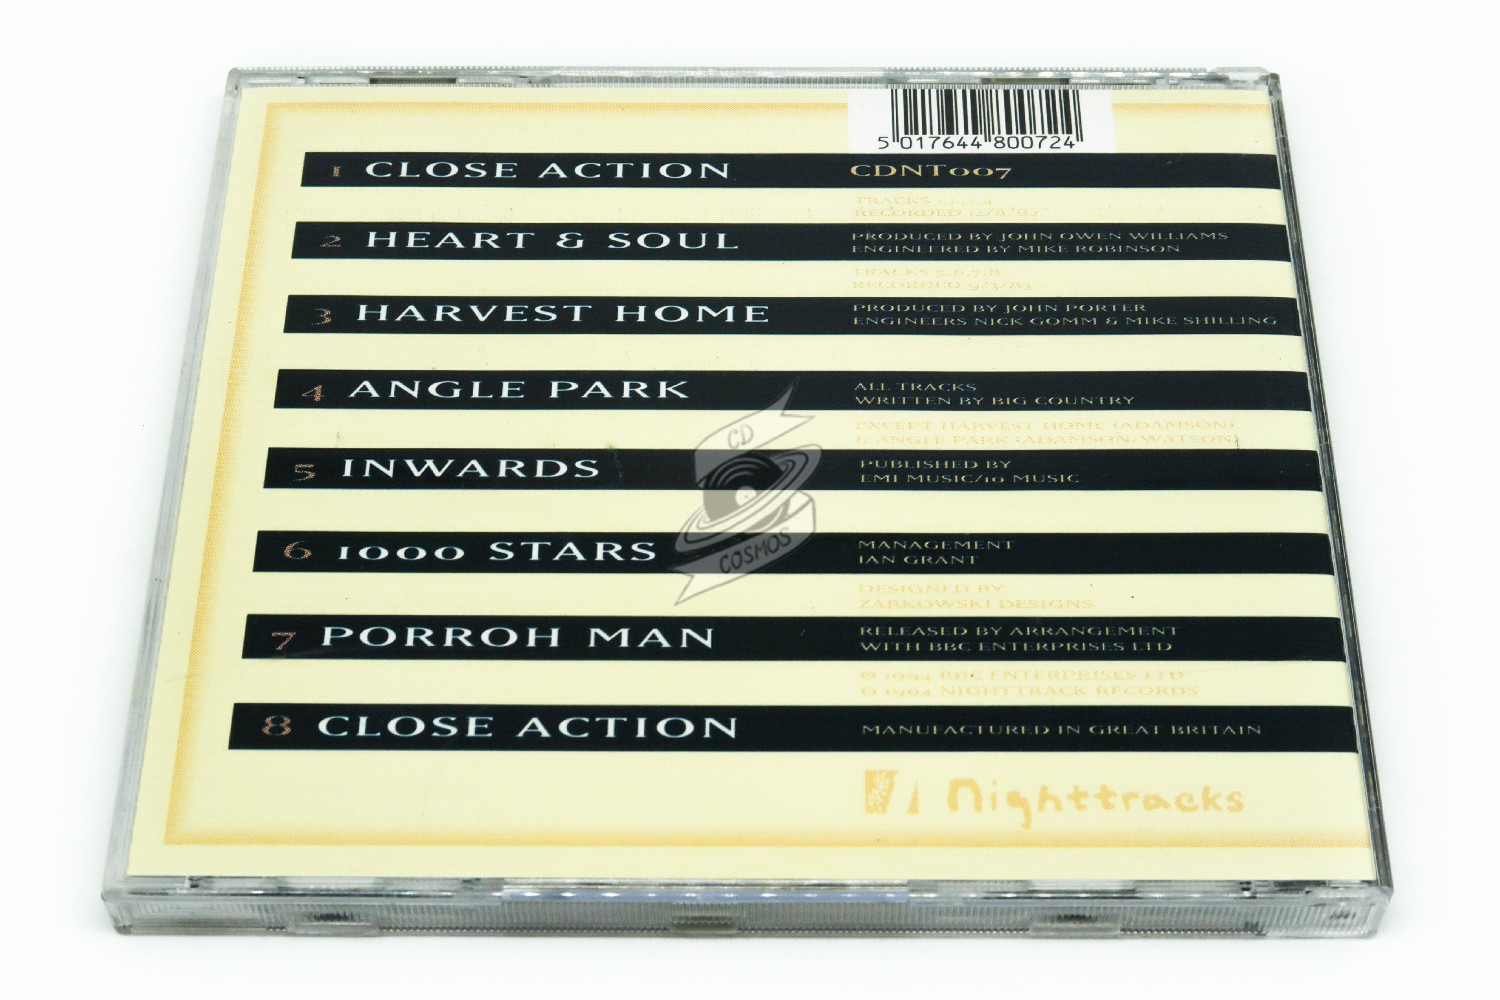 5 017644 800724
1 CLOSE ACTION
CDNT007
TRACKS 1,2,3,4
RECORDED 12/8/82
2 HEART & SOUL
PRODUCED BY JOHN OWEN WILLIAMS
ENGINEERED BY MIKE ROBINSON
TRACKS 5,6,7,8
RECORDED 9/3/83
3 HARVEST HOME
PRODUCED BY JOHN PORTER
ENGINEERS NICK GOMM & MIKE SHILLING
4 ANGLE PARK
ALL TRACKS
WRITTEN BY BIG COUNTRY
EXCEPT HARVEST HOME (ADAMSON)
& ANGLE PARK (ADAMSON/WATSON)
5 INWARDS
PUBLISHED BY
EMI MUSIC/10 MUSIC
6 1000 STARS
MANAGEMENT
IAN GRANT
DESIGNED BY
ZARKOWSKI DESIGNS
7 PORROH MAN
RELEASED BY ARRANGEMENT
WITH BBC ENTERPRISES LTD
1994 BBC ENTERPRISES LTD
© 1994 NIGHTTRACK RECORDS
8 CLOSE ACTION
MANUFACTURED IN GREAT BRITAIN
Nighttracks
CD
COSMOS